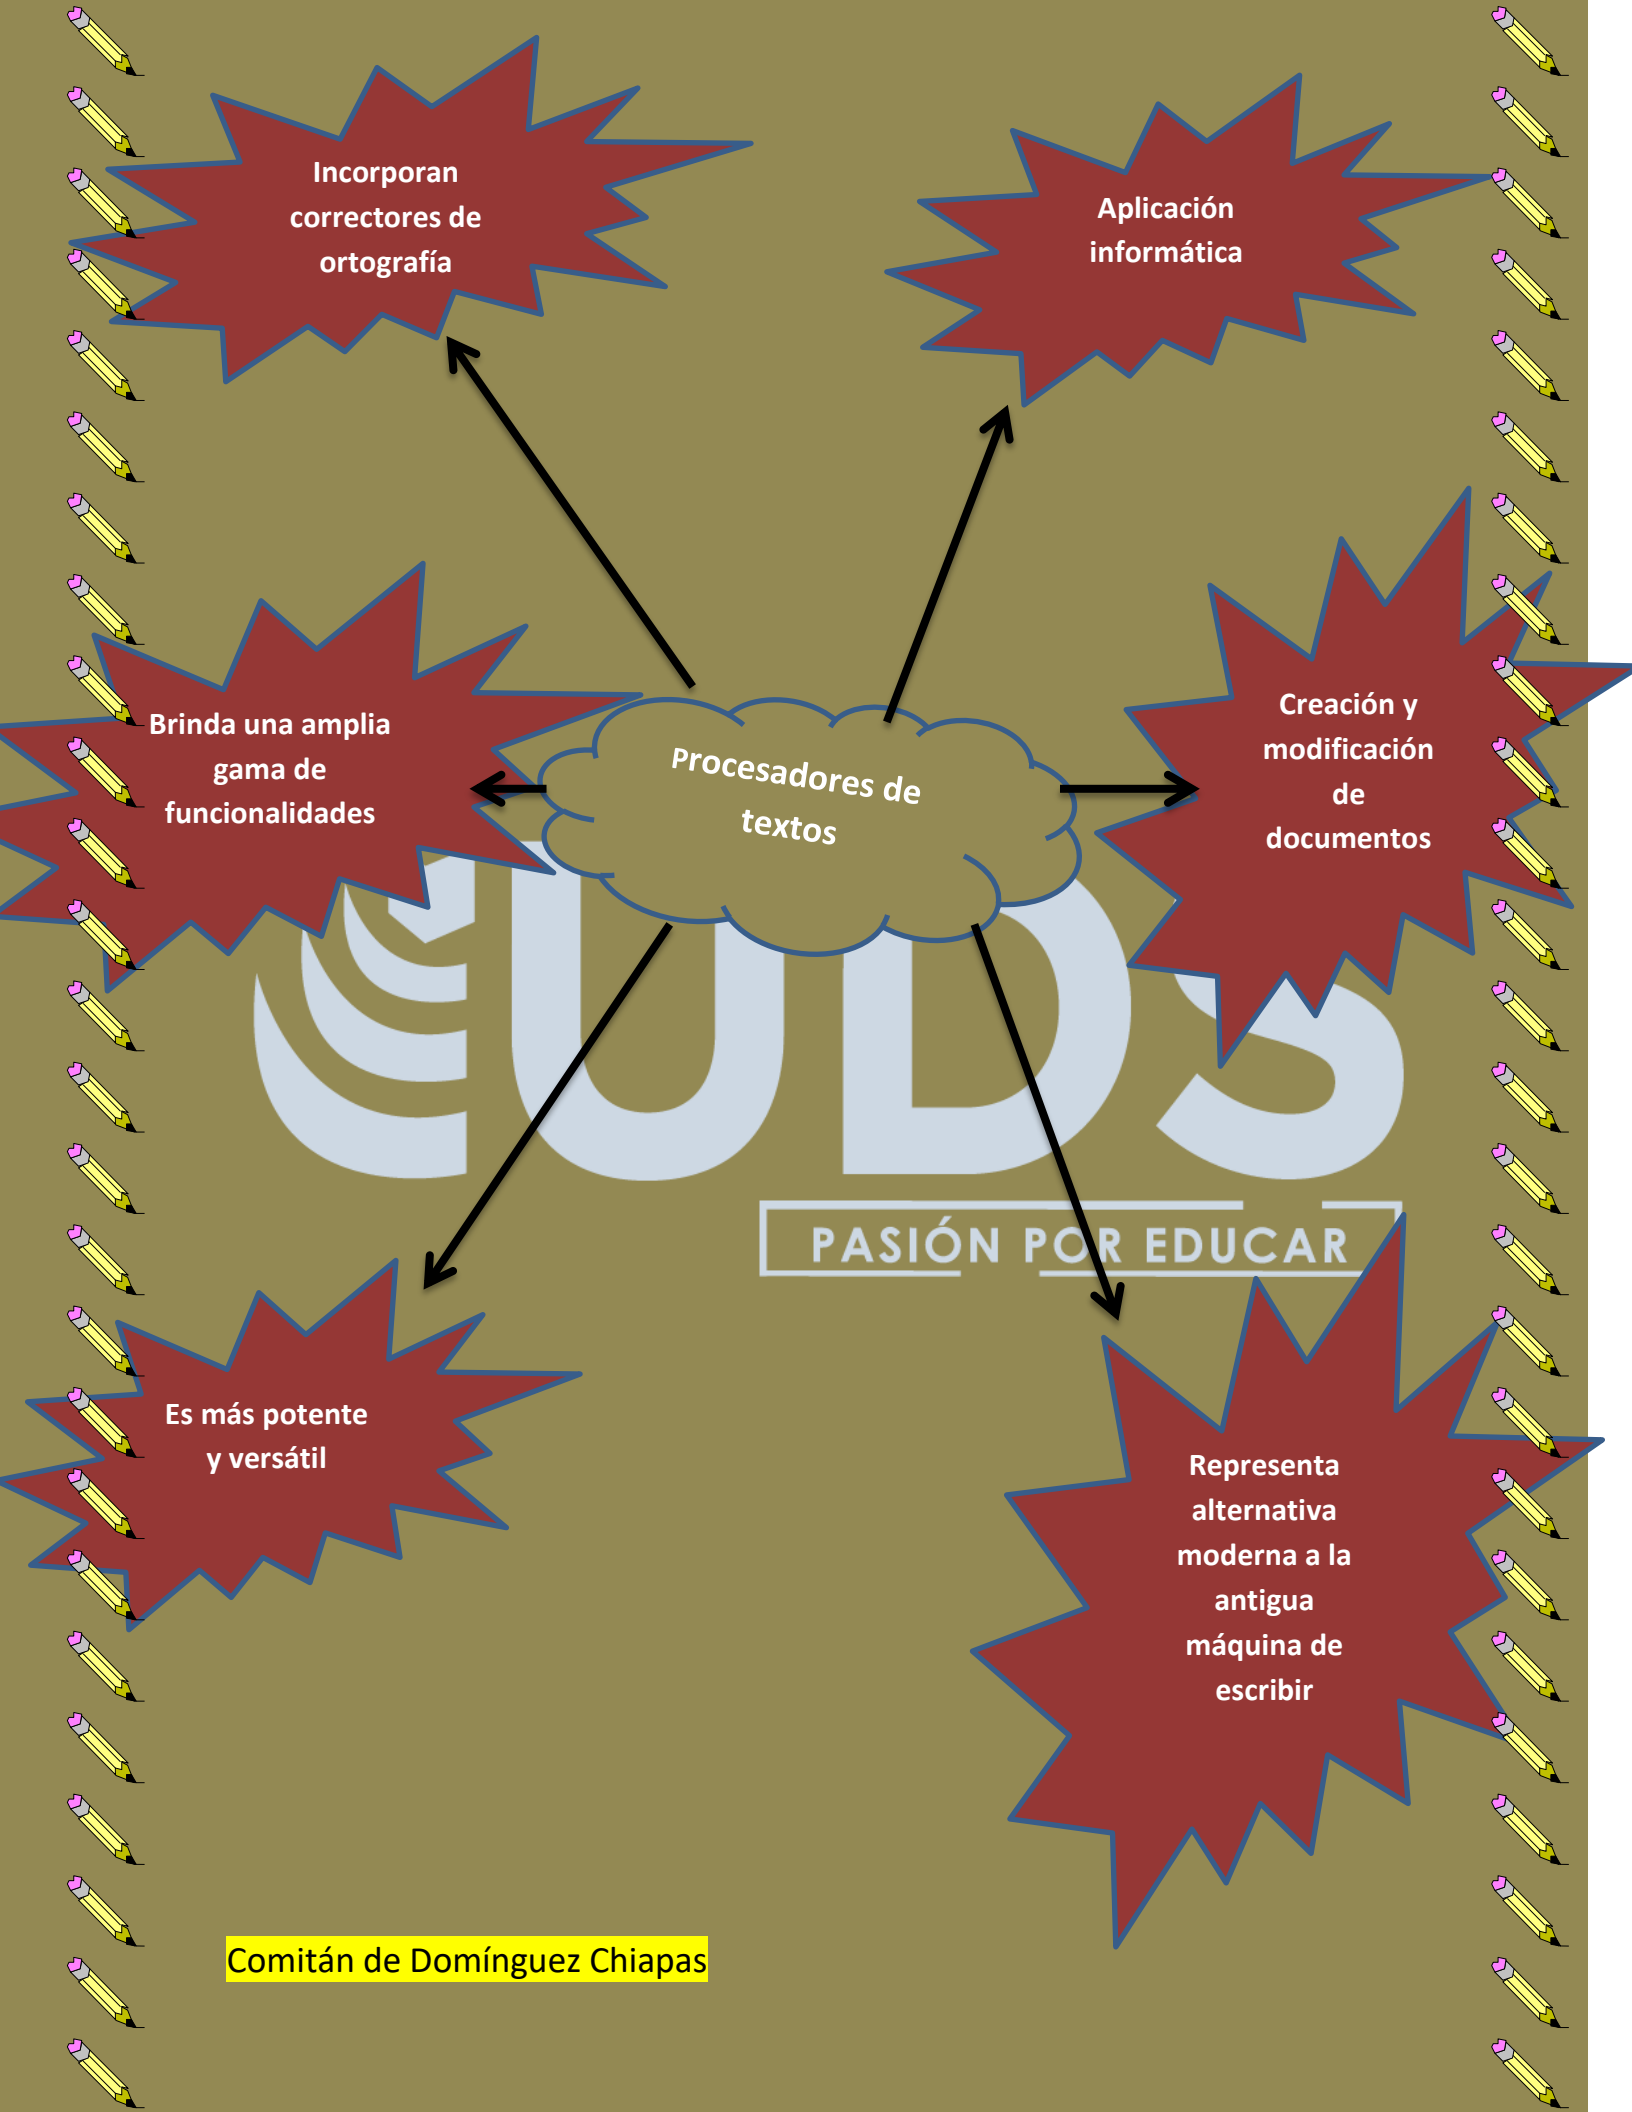 Incorporan
correctores de
ortografía
Aplicación
informática
Creación y
modificación
de
documentos
Brinda una amplia
gama de
funcionalidades
Procesadores de
textos
UDS
PASIÓN POR EDUCAR
Es más potente
y versátil
Representa
alternativa
moderna a la
antigua
máquina de
escribir
Comitán de Domínguez Chiapas